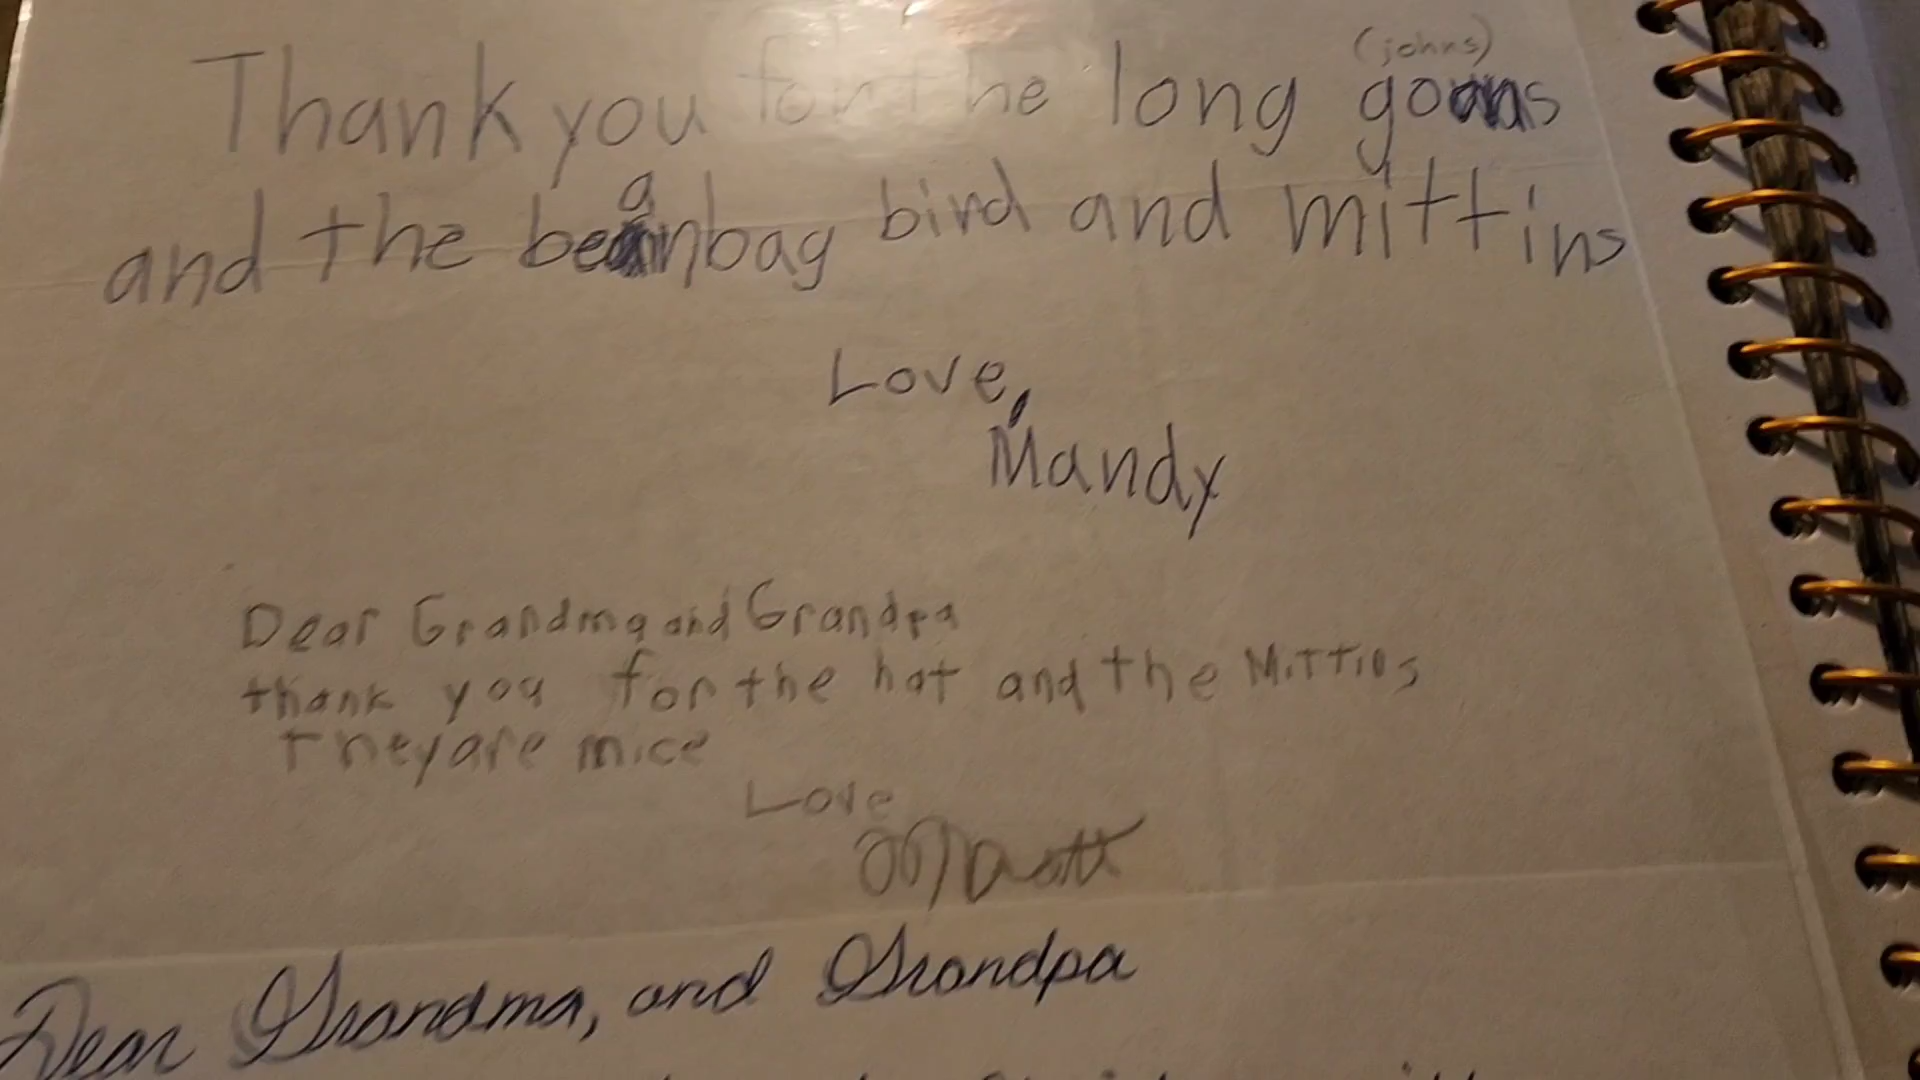 (johns)
Thank you for the long goans
and the beanbag bird and mittins
Love,
Mandy
Dear Grandma and Grandpa
thank you for the hat and the Mittins
They are nice
Love
Matt
Dear Grandma, and Grandpa